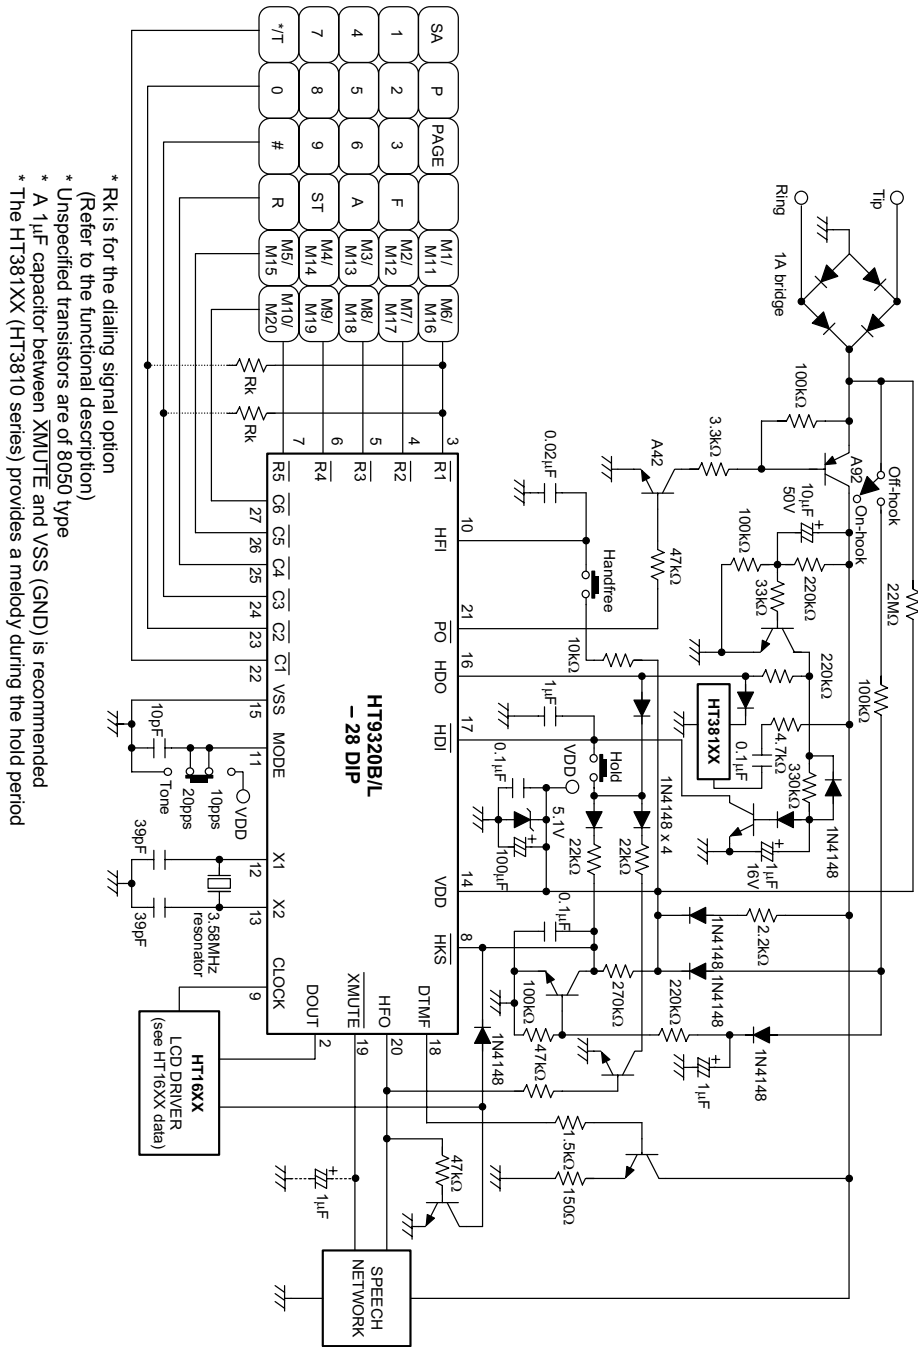 22MΩ
100kΩ
Tip
Off-hook
Ring
1A bridge
A92
On-hook
100kΩ
10µF
50V
220kΩ
4.7kΩ
330kΩ
1N4148
1µF
16V
2.2kΩ
1N4148
3.3kΩ
100kΩ
33kΩ
220kΩ
HT381XX
0.1µF
1N4148
1N4148
1µF
220kΩ
A42
47kΩ
Handfree
10kΩ
Hold
1N4148 x 4
22kΩ
22kΩ
270kΩ
47kΩ
1.5kΩ
150Ω
0.02µF
1µF
VDD
0.1µF
5.1V
100µF
0.1µF
100kΩ
1N4148
47kΩ
SA
P
PAGE
M1/
M11
M6/
M16
1
2
3
F
M2/
M12
M7/
M17
4
5
6
A
M3/
M13
M8/
M18
7
8
9
ST
M4/
M14
M9/
M19
*/T
0
#
R
M5/
M15
M10/
M20
Rk
Rk
3
4
5
6
7
R1
R2
R3
R4
R5
10
21
16
17
14
8
HFI
PO
HDO
HDI
VDD
HKS
DTMF
18
HFO
20
XMUTE
19
DOUT
2
HT9320B/L
– 28 DIP
C6
C5
C4
C3
C2
C1
VSS
MODE
X1
X2
CLOCK
27
26
25
24
23
22
15
11
12
13
9
VDD
10pF
10pps
20pps
Tone
39pF
39pF
3.58MHz
resonator
HT16XX
LCD DRIVER
(see HT16XX data)
1µF
SPEECH
NETWORK
* Rk is for the dialing signal option
(Refer to the functional description)
* Unspecified transistors are of 8050 type
* A 1µF capacitor between XMUTE and VSS (GND) is recommended
* The HT381XX (HT3810 series) provides a melody during the hold period